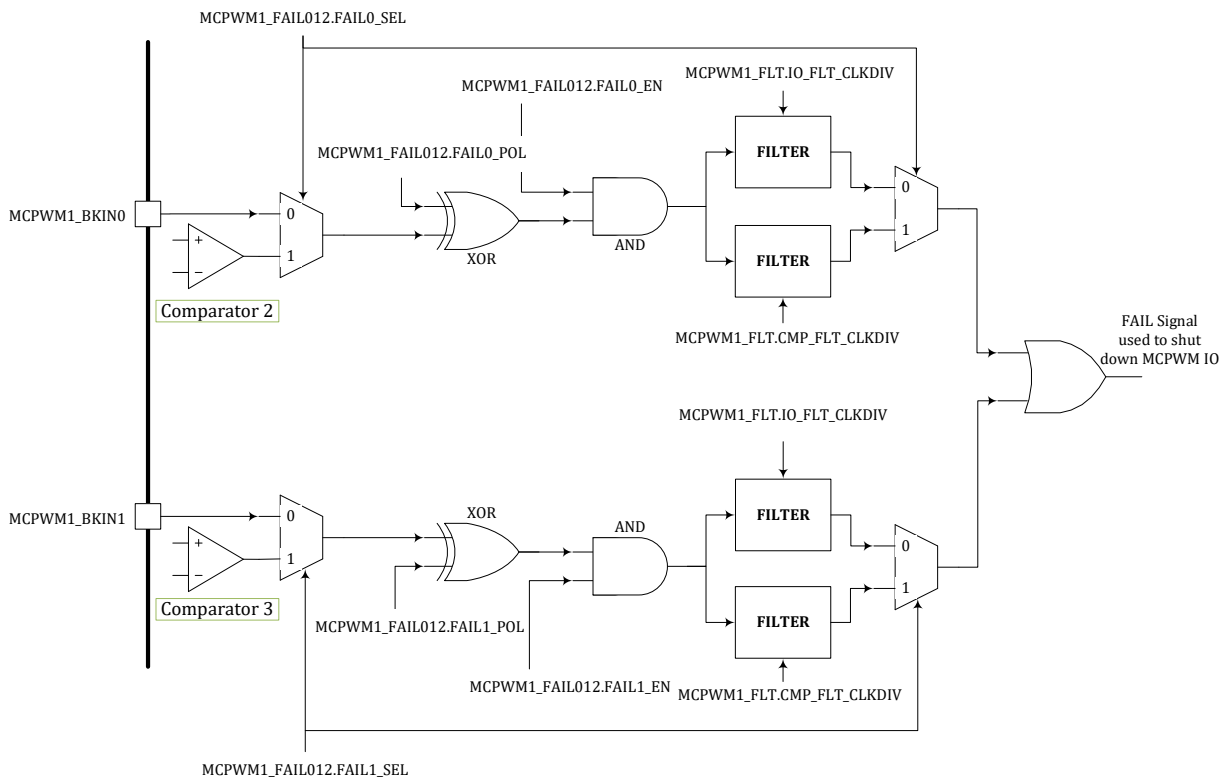 MCPWM1_FAIL012.FAIL0_SEL
MCPWM1_FLT.IO_FLT_CLKDIV
MCPWM1_FAIL012.FAIL0_EN
MCPWM1_FAIL012.FAIL0_POL
FILTER
0
MCPWM1_BKIN0
0
+
−
1
XOR
AND
1
FILTER
Comparator 2
MCPWM1_FLT.CMP_FLT_CLKDIV
FAIL Signal
used to shut
down MCPWM IO
MCPWM1_FLT.IO_FLT_CLKDIV
MCPWM1_BKIN1
0
XOR
AND
FILTER
0
+
−
1
1
Comparator 3
FILTER
MCPWM1_FAIL012.FAIL1_POL
MCPWM1_FAIL012.FAIL1_EN
MCPWM1_FLT.CMP_FLT_CLKDIV
MCPWM1_FAIL012.FAIL1_SEL